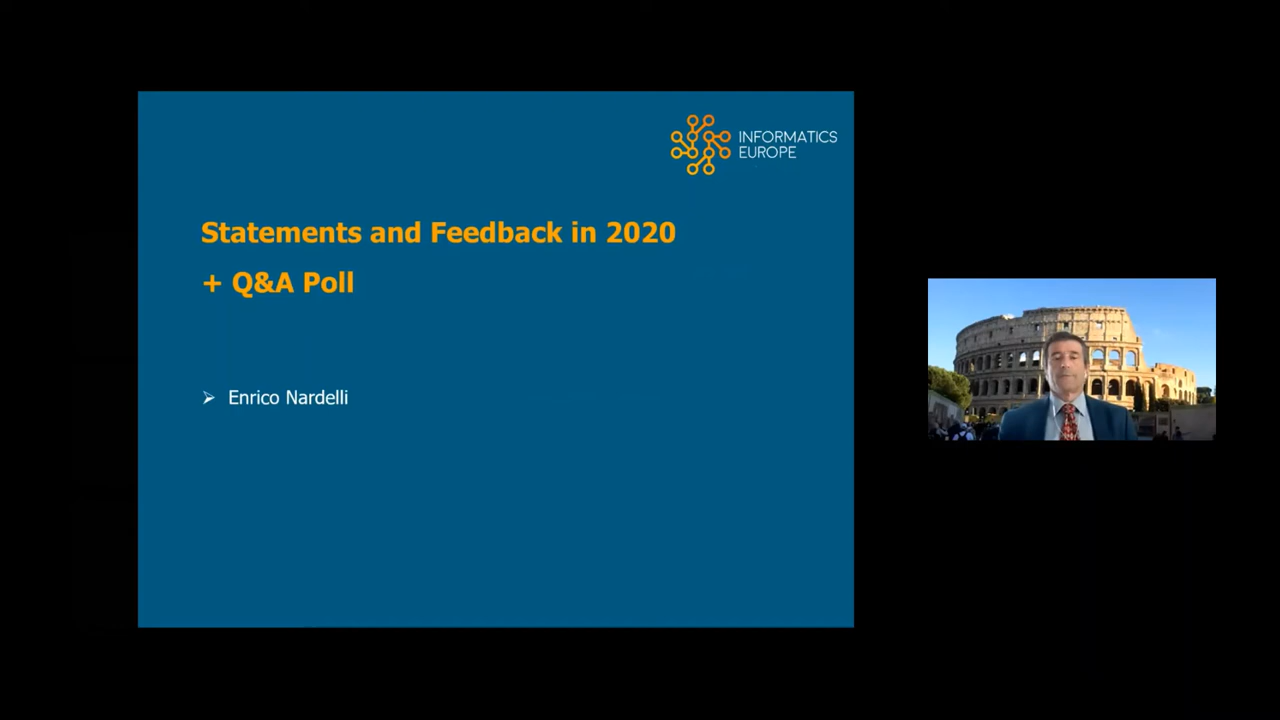 INFORMATICS
EUROPE
Statements and Feedback in 2020
+ Q&A Poll
Enrico Nardelli